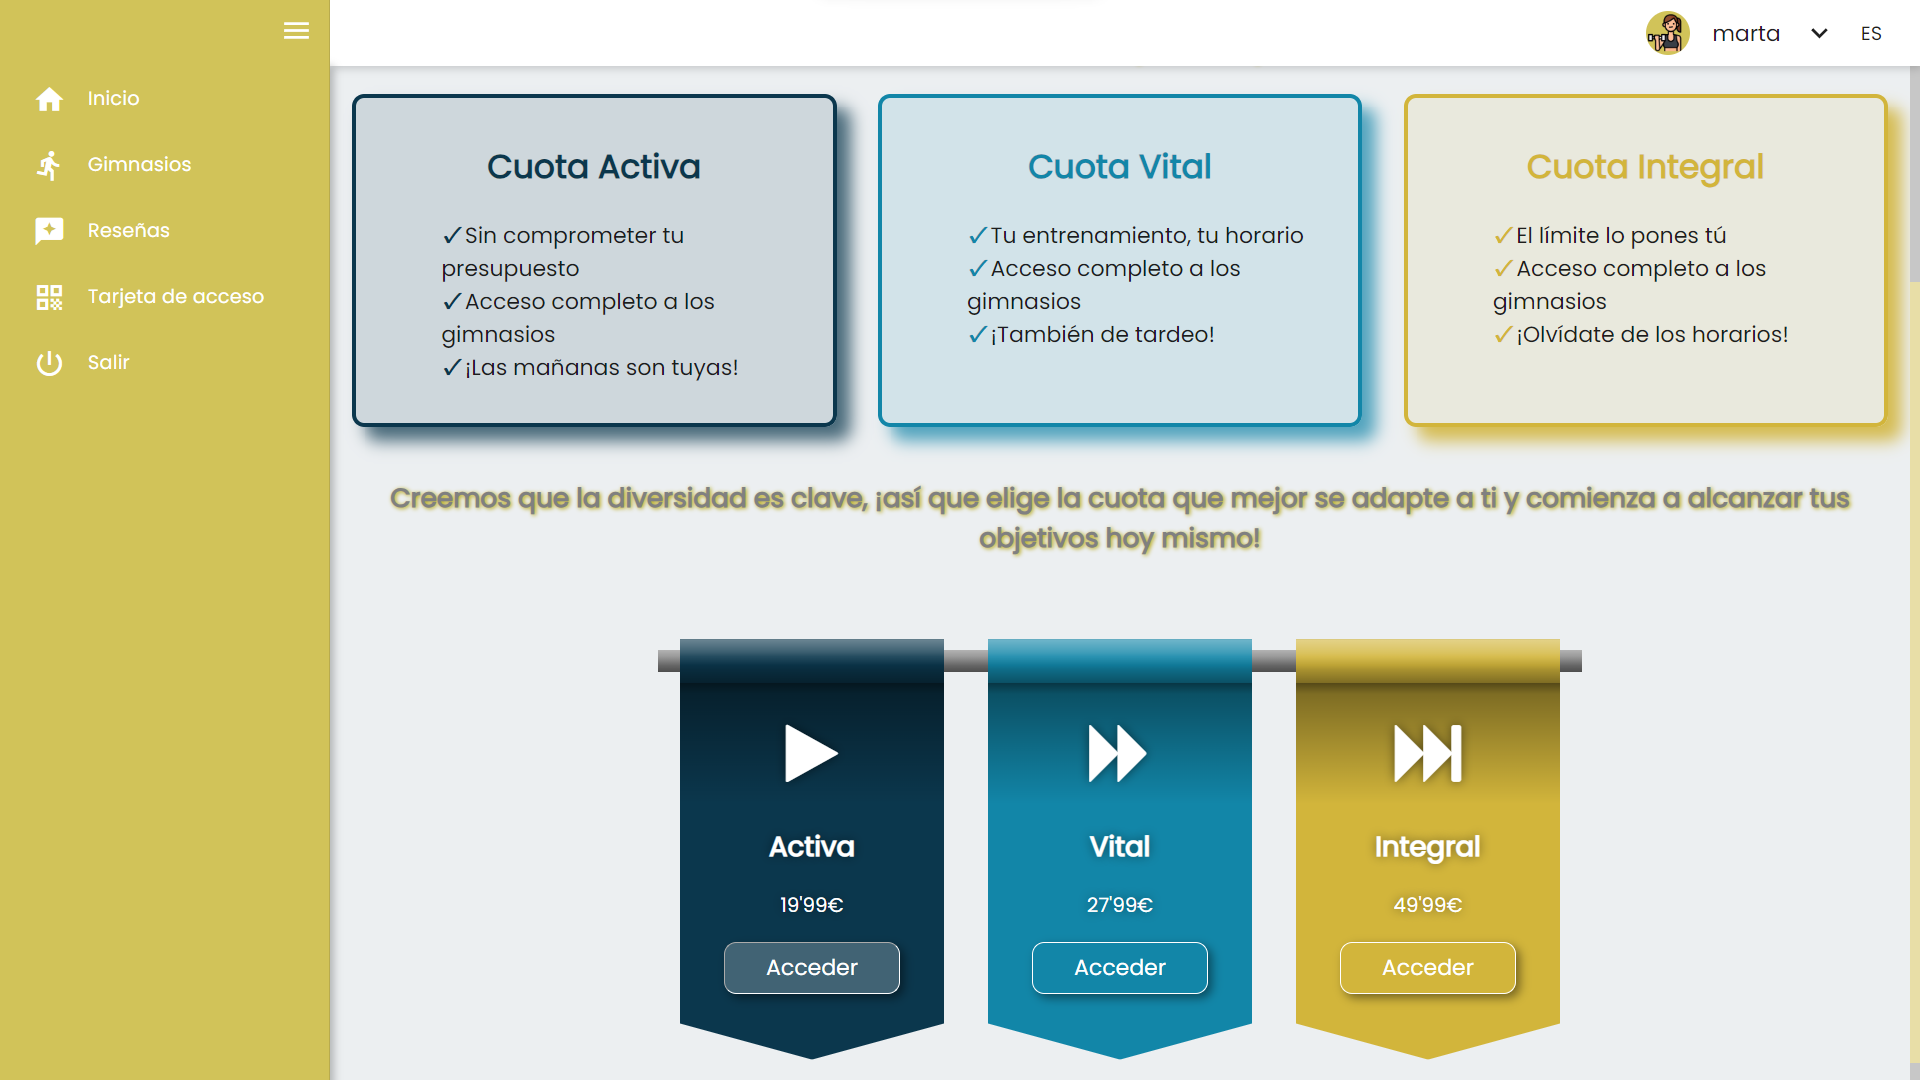 marta
ES
Inicio
Gimnasios
Reseñas
Tarjeta de acceso
Salir
Cuota Activa
✓Sin comprometer tu
presupuesto
✓Acceso completo a los
gimnasios
✓¡Las mañanas son tuyas!
Cuota Vital
✓Tu entrenamiento, tu horario
✓Acceso completo a los
gimnasios
✓¡También de tardeo!
Cuota Integral
✓El límite lo pones tú
✓Acceso completo a los
gimnasios
✓¡Olvídate de los horarios!
Creemos que la diversidad es clave, ¡así que elige la cuota que mejor se adapte a ti y comienza a alcanzar tus
objetivos hoy mismo!
Activa
19'99€
Acceder
Vital
27'99€
Acceder
Integral
49'99€
Acceder